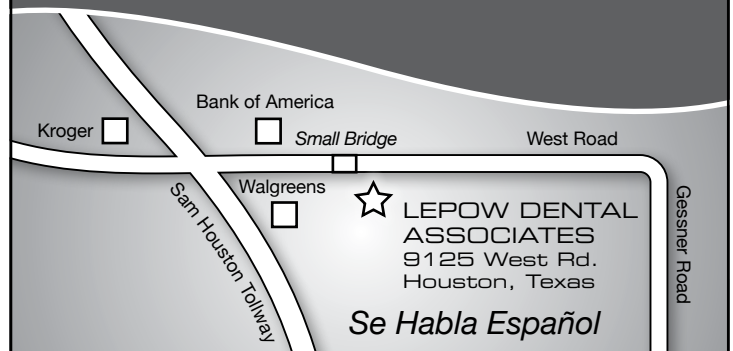 Bank of America
Kroger
Small Bridge
West Road
Walgreens
Sam Houston Tollway
LEPOW DENTAL
ASSOCIATES
9125 West Rd.
Houston, Texas
Gessner Road
Se Habla Español